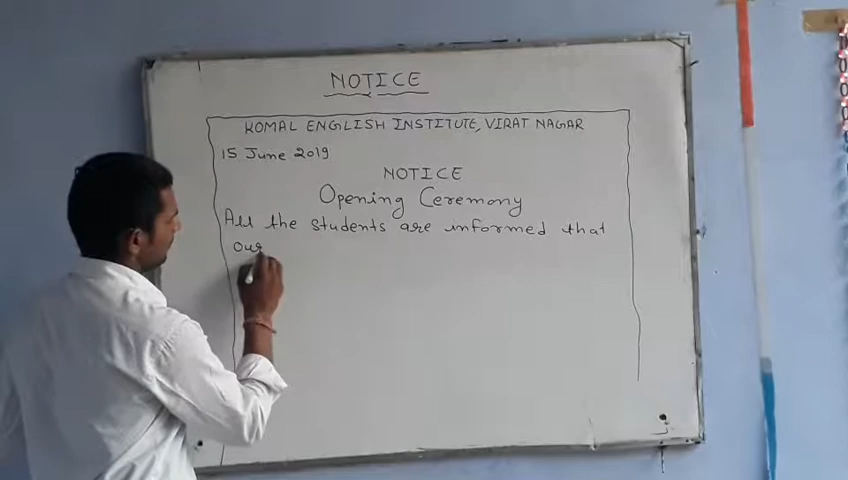 NOTICE
KOMAL ENGLISH INSTITUTE, VIRAT NAGAR
15 June 2019
NOTICE
Opening Ceremony
All the students are informed that
our